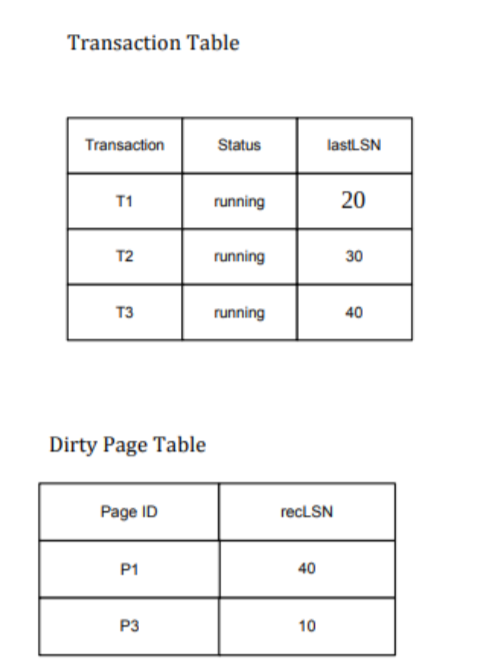 Transaction Table
Transaction Status lastLSN
T1 running 20
T2 running 30
T3 running 40
Dirty Page Table
Page ID recLSN
P1 40
P3 10